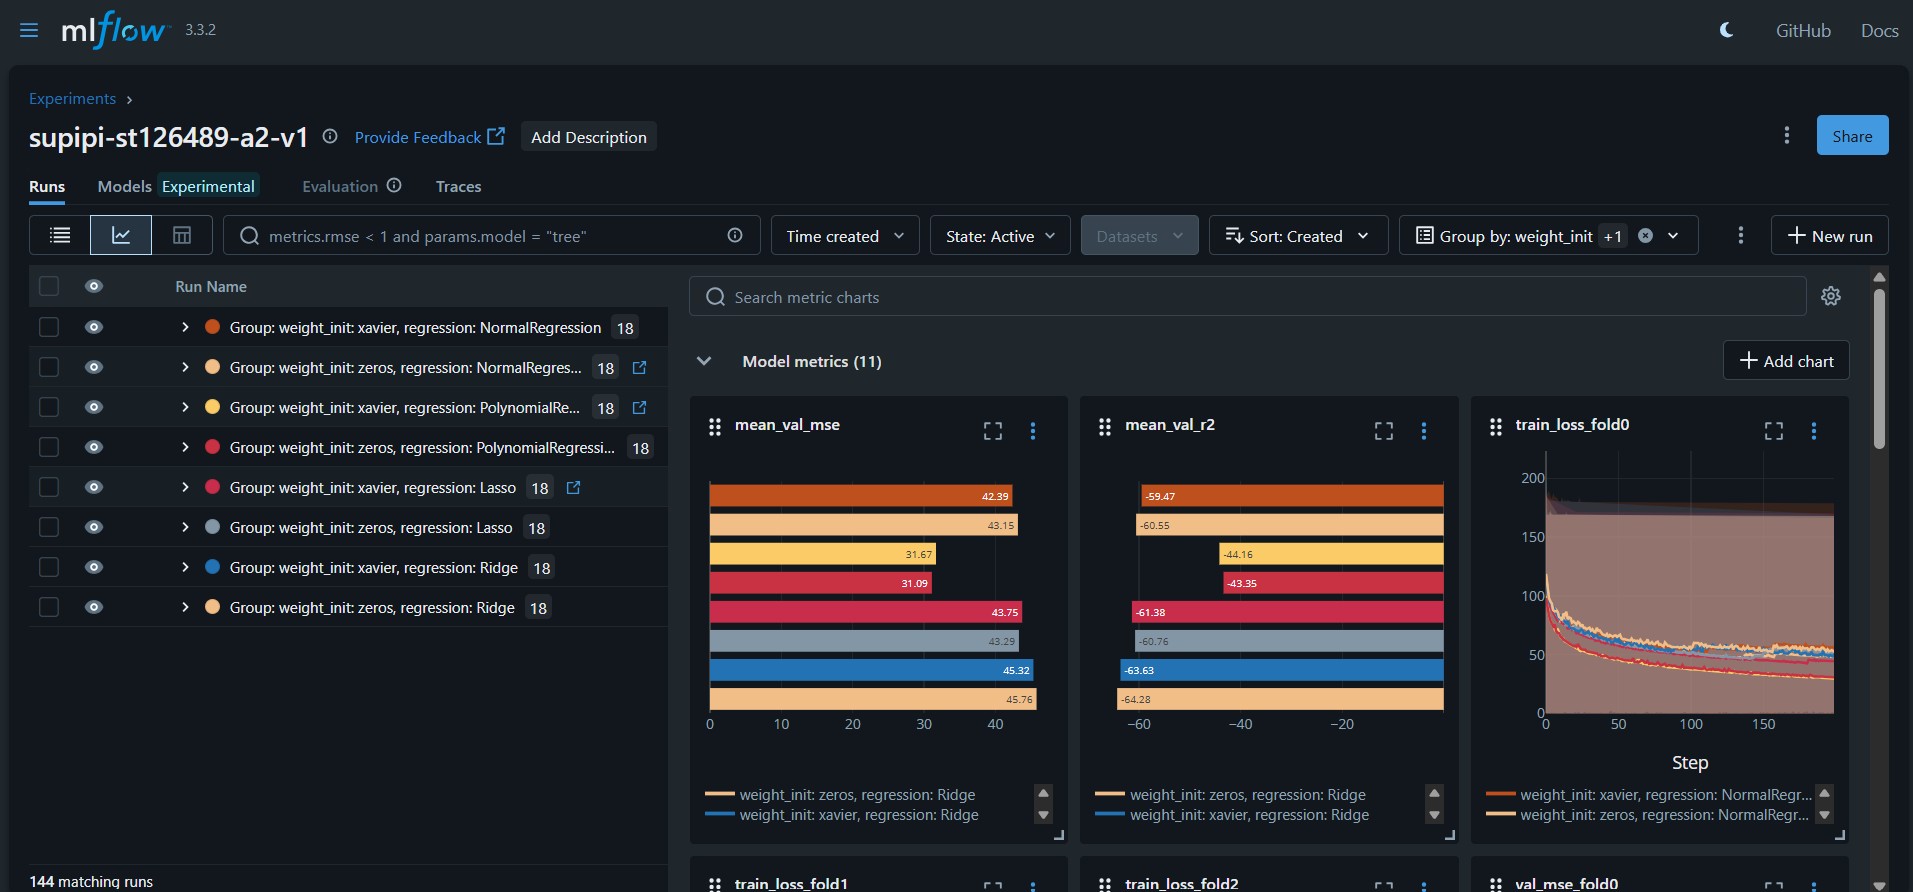 mlflow 3.3.2
GitHub
Docs
Experiments
supipi-st126489-a2-v1
Provide Feedback
Add Description
Share
Runs
Models
Experimental
Evaluation
Traces
metrics.rmse < 1 and params.model = "tree"
Time created
State: Active
Datasets
Sort: Created
Group by: weight_init +1
New run
Run Name
Group: weight_init: xavier, regression: NormalRegression 18
Group: weight_init: zeros, regression: NormalRegres... 18
Group: weight_init: xavier, regression: PolynomialRe... 18
Group: weight_init: zeros, regression: PolynomialRegressi... 18
Group: weight_init: xavier, regression: Lasso 18
Group: weight_init: zeros, regression: Lasso 18
Group: weight_init: xavier, regression: Ridge 18
Group: weight_init: zeros, regression: Ridge 18
144 matching runs
Search metric charts
Model metrics (11)
Add chart
mean_val_mse
42.39
43.15
31.67
31.09
43.75
43.29
45.32
45.76
0 10 20 30 40
weight_init: zeros, regression: Ridge
weight_init: xavier, regression: Ridge
mean_val_r2
-59.47
-60.55
-44.16
-43.35
-61.38
-60.76
-63.63
-64.28
−60 −40 −20
weight_init: zeros, regression: Ridge
weight_init: xavier, regression: Ridge
train_loss_fold0
200
150
100
50
0
0 50 100 150
Step
weight_init: xavier, regression: NormalRegr...
weight_init: zeros, regression: NormalRegr...
train_loss_fold1
train_loss_fold2
val_mse_fold0